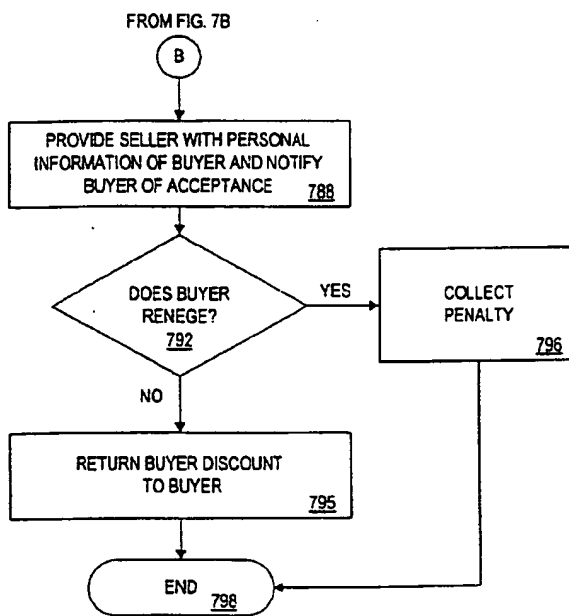 FROM FIG. 7B
B
PROVIDE SELLER WITH PERSONAL
INFORMATION OF BUYER AND NOTIFY
BUYER OF ACCEPTANCE
788
DOES BUYER
RENEGE?
792
YES
COLLECT
PENALTY
796
NO
RETURN BUYER DISCOUNT
TO BUYER
795
END
798